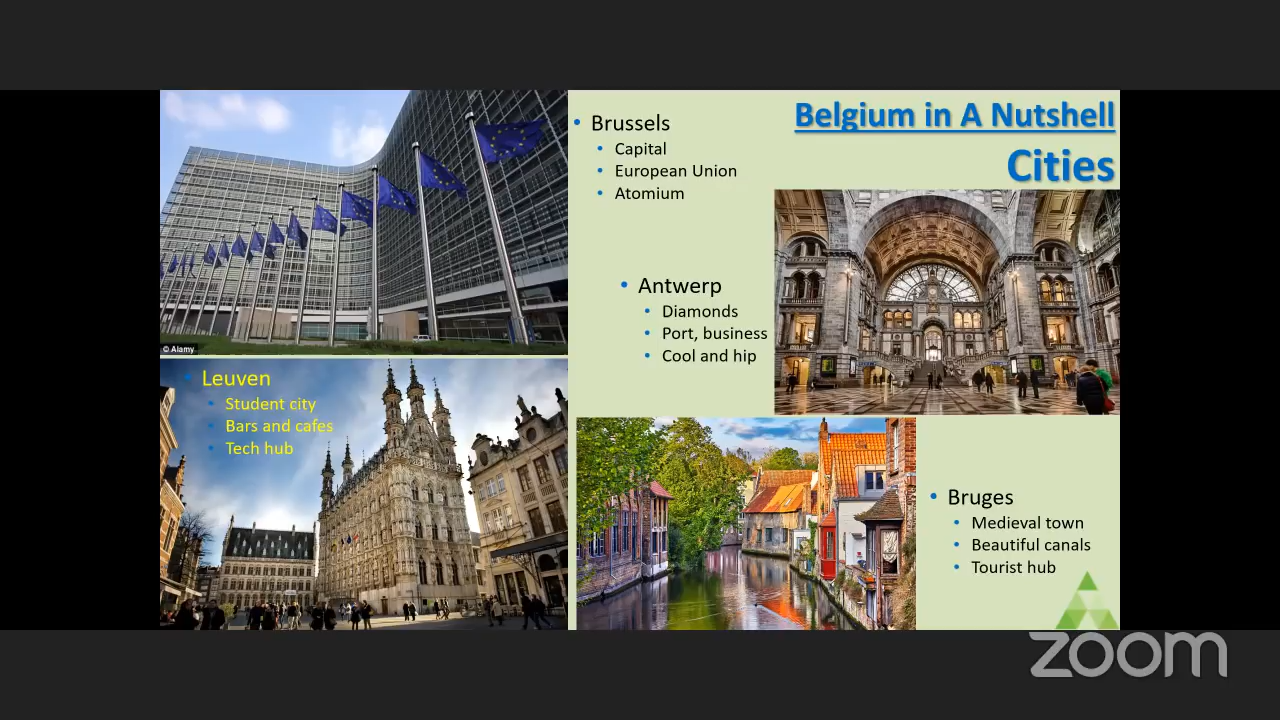 Belgium in A Nutshell
Cities
• Brussels
• Capital
• European Union
• Atomium
• Antwerp
• Diamonds
• Port, business
• Cool and hip
© Alamy
• Leuven
• Student city
• Bars and cafes
• Tech hub
• Bruges
• Medieval town
• Beautiful canals
• Tourist hub
zoom